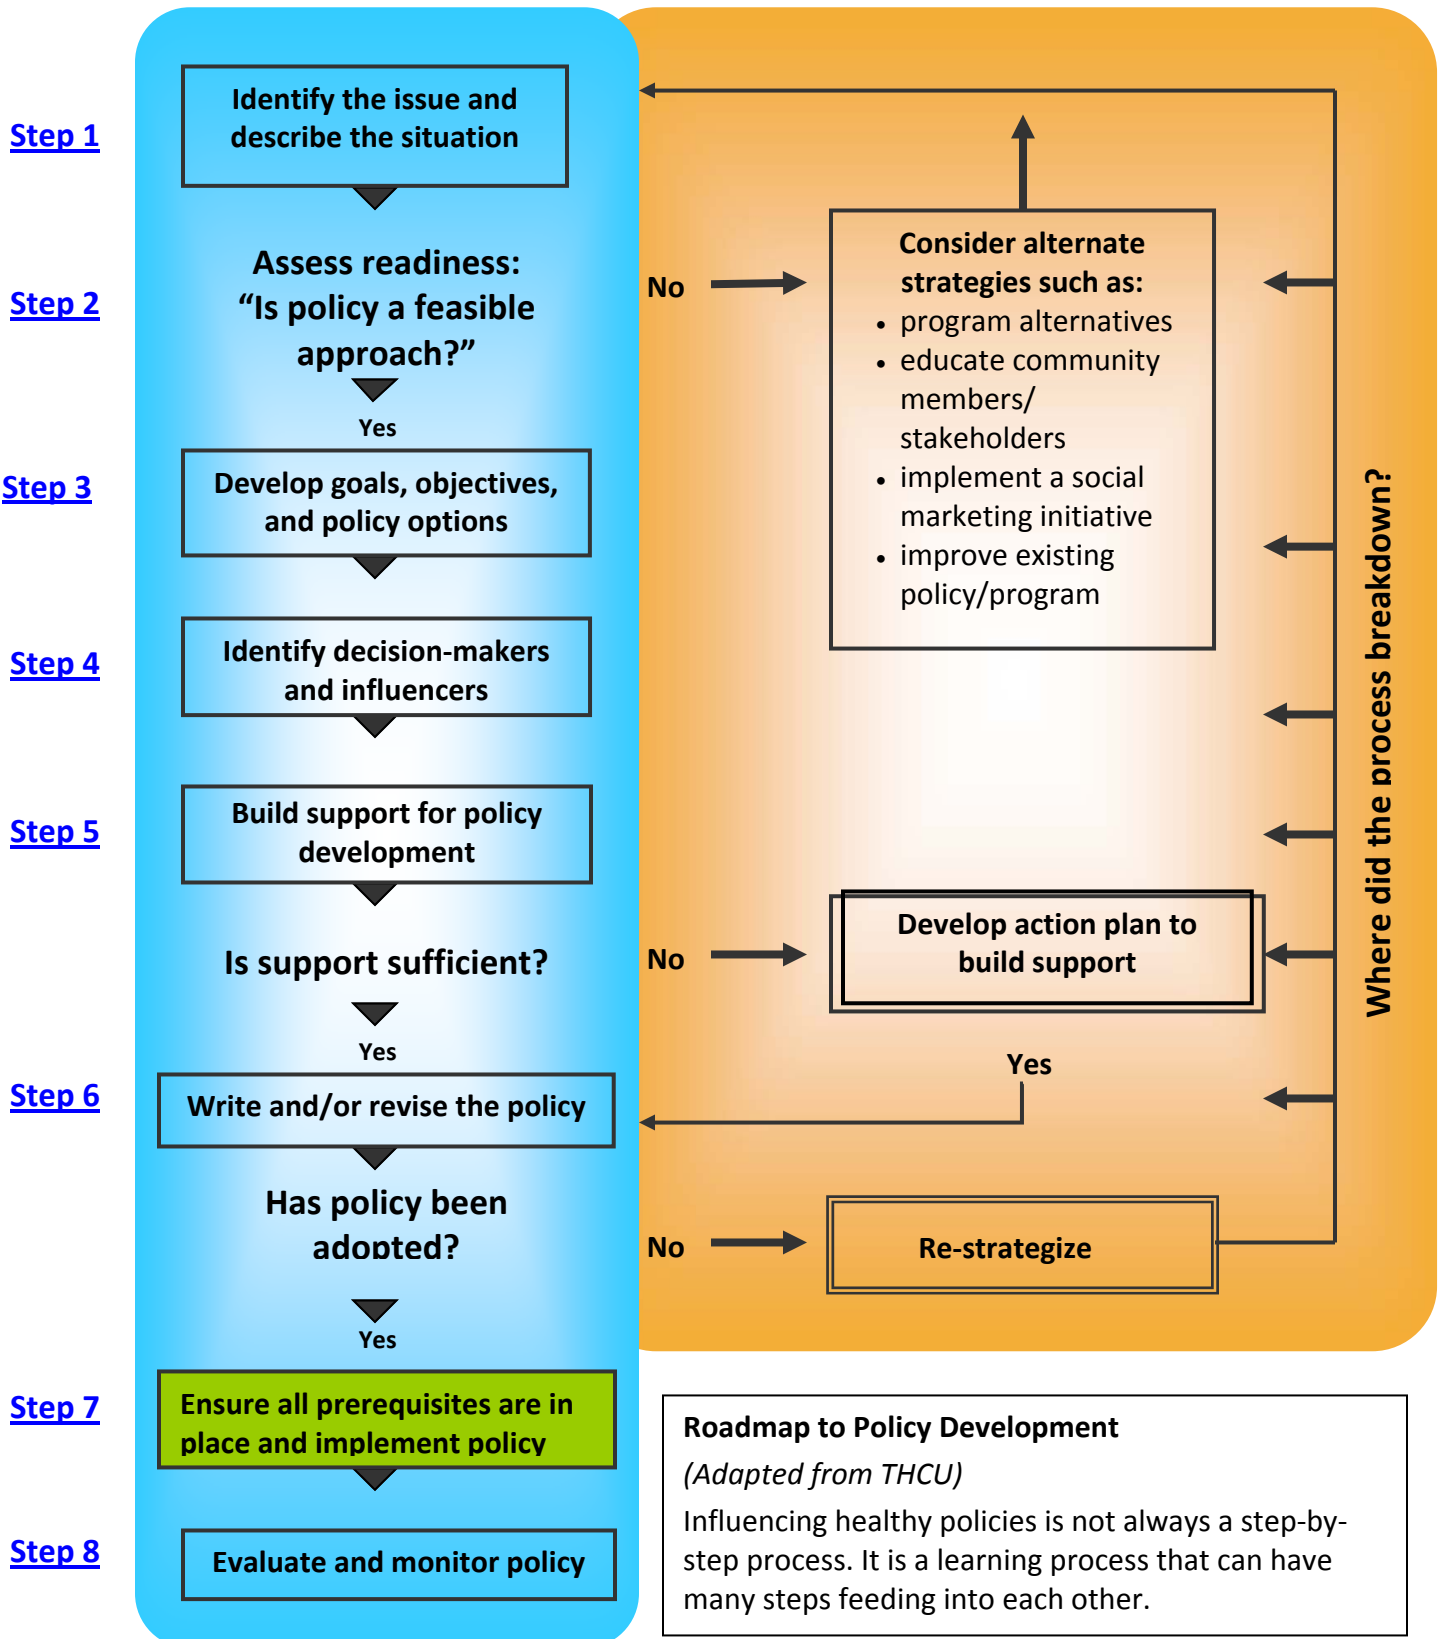 Step 1
Identify the issue and
describe the situation
Step 2
Assess readiness:
“Is policy a feasible
approach?”
No
Consider alternate
strategies such as:
• program alternatives
• educate community
members/
stakeholders
• implement a social
marketing initiative
• improve existing
policy/program
Yes
Step 3
Develop goals, objectives,
and policy options
Step 4
Identify decision-makers
and influencers
Step 5
Build support for policy
development
Is support sufficient?
No
Develop action plan to
build support
Yes
Yes
Step 6
Write and/or revise the policy
Has policy been
adopted?
No
Re-strategize
Where did the process breakdown?
Yes
Step 7
Ensure all prerequisites are in
place and implement policy
Step 8
Evaluate and monitor policy
Roadmap to Policy Development
(Adapted from THCU)
Influencing healthy policies is not always a step-by-
step process. It is a learning process that can have
many steps feeding into each other.